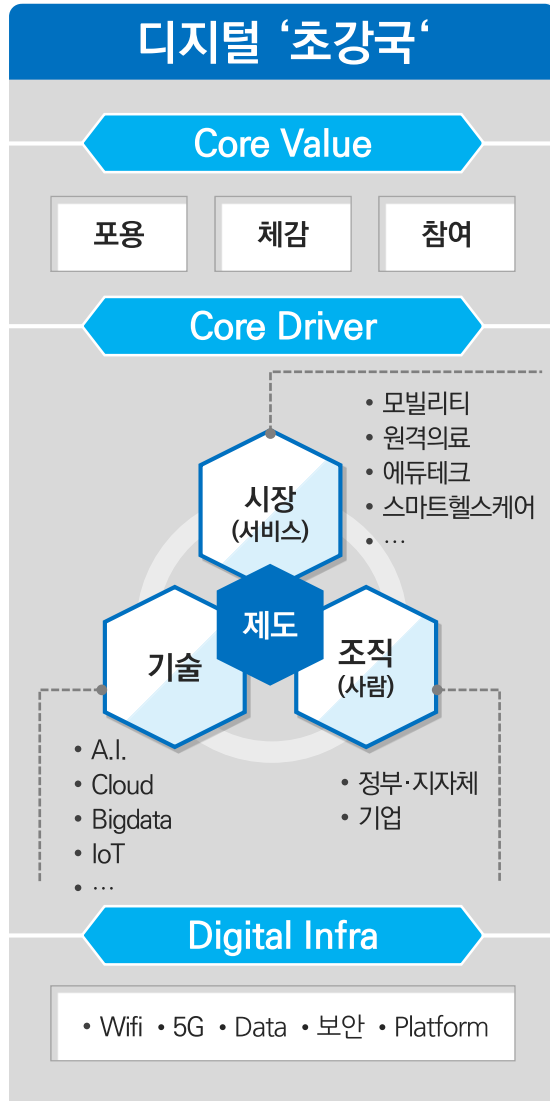 디지털 ‘초강국‘
Core Value
포용
체감
참여
Core Driver
• 모빌리티
• 원격의료
• 에듀테크
• 스마트헬스케어
• …
시장
(서비스)
제도
기술
조직
(사람)
• A.I.
• Cloud
• Bigdata
• IoT
• …
• 정부·지자체
• 기업
Digital Infra
• Wifi • 5G • Data • 보안 • Platform